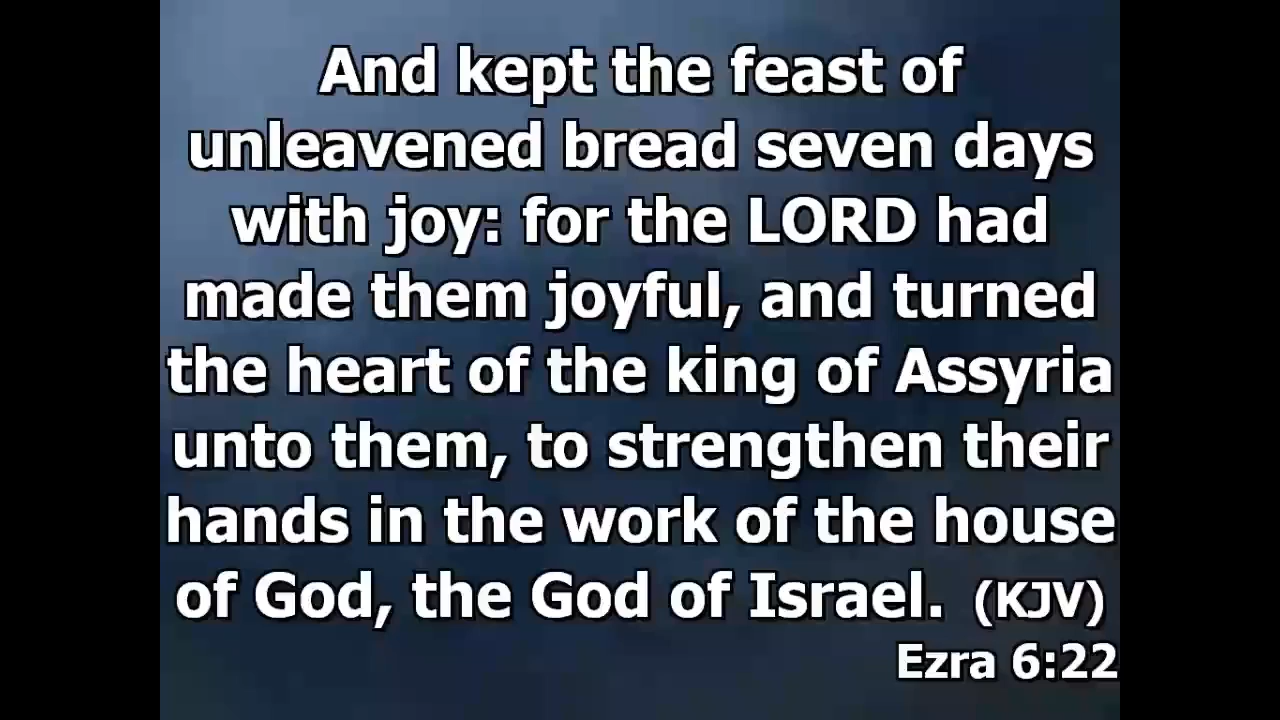 And kept the feast of
unleavened bread seven days
with joy: for the LORD had
made them joyful, and turned
the heart of the king of Assyria
unto them, to strengthen their
hands in the work of the house
of God, the God of Israel. (KJV)
Ezra 6:22